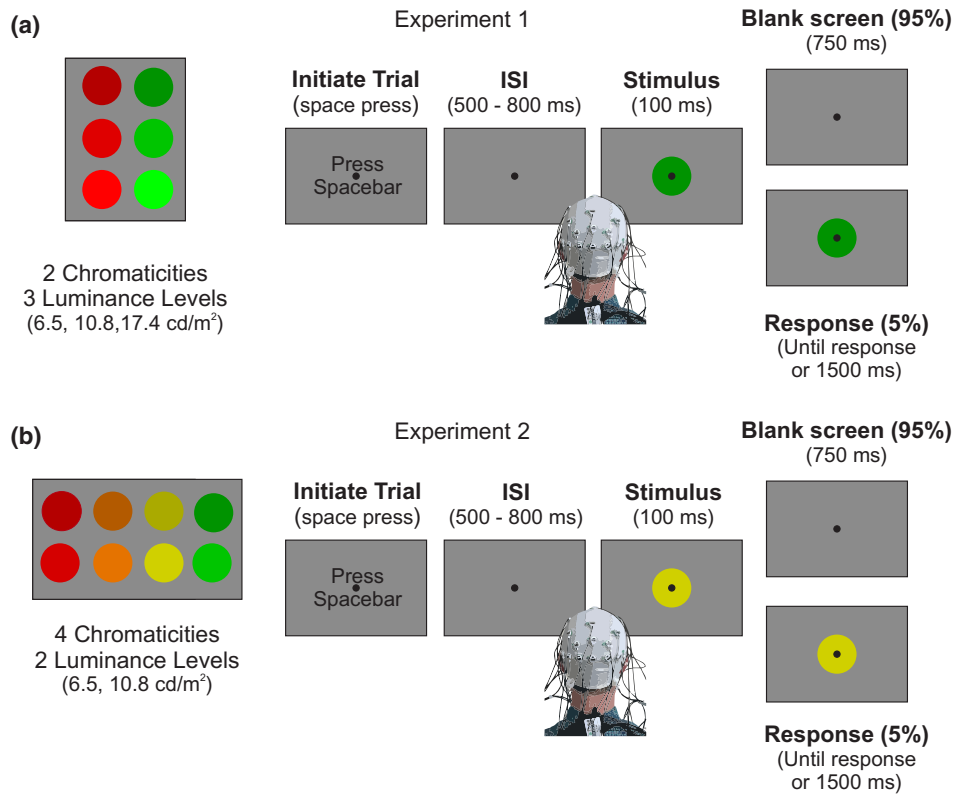 (a)
Experiment 1
Blank screen (95%)
(750 ms)
Initiate Trial
(space press)
ISI
(500 - 800 ms)
Stimulus
(100 ms)
Press
Spacebar
2 Chromaticities
3 Luminance Levels
(6.5, 10.8,17.4 cd/m²)
Response (5%)
(Until response
or 1500 ms)
(b)
Experiment 2
Blank screen (95%)
(750 ms)
Initiate Trial
(space press)
ISI
(500 - 800 ms)
Stimulus
(100 ms)
Press
Spacebar
4 Chromaticities
2 Luminance Levels
(6.5, 10.8 cd/m²)
Response (5%)
(Until response
or 1500 ms)